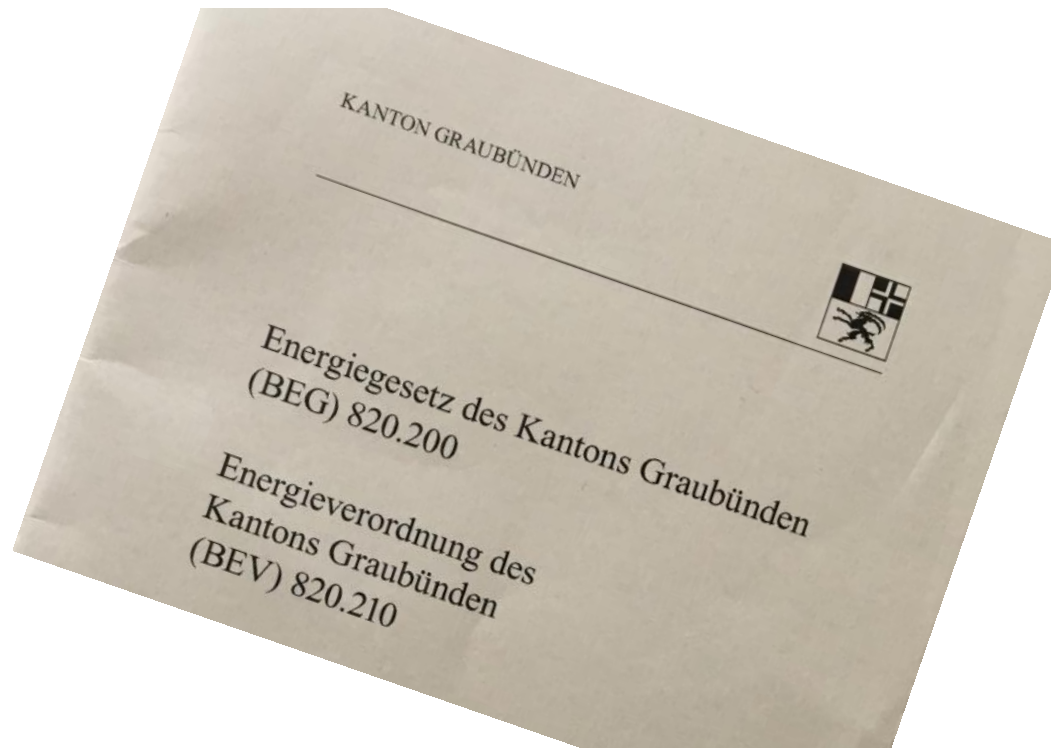 KANTON GRAUBÜNDEN
Energiegesetz des Kantons Graubünden
(BEG) 820.200
Energieverordnung des
Kantons Graubünden
(BEV) 820.210